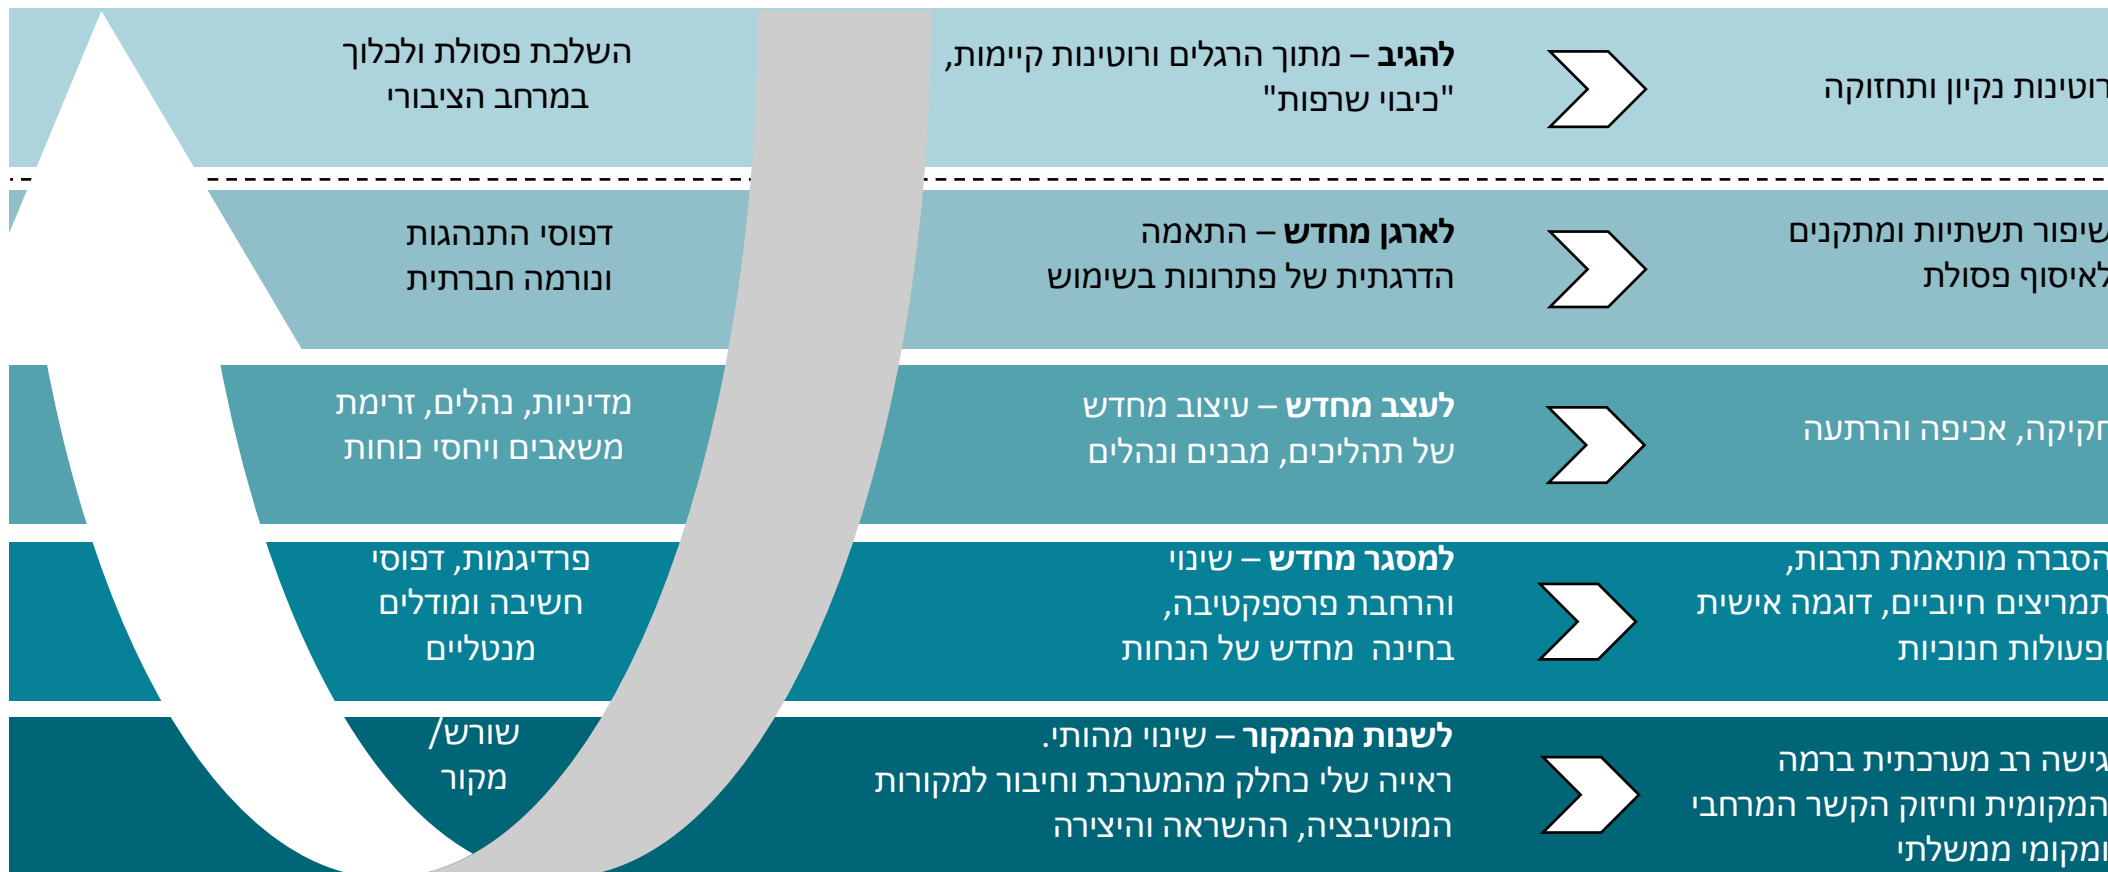 רוטינות נקיון ותחזוקה
להגיב – מתוך הרגלים ורוטינות קיימות,
"כיבוי שרפות"
השלכת פסולת ולכלוך
במרחב הציבורי
שיפור תשתיות ומתקנים
לאיסוף פסולת
לארגן מחדש – התאמה
הדרגתית של פתרונות בשימוש
דפוסי התנהגות
ונורמה חברתית
חקיקה, אכיפה והרתעה
לעצב מחדש – עיצוב מחדש
של תהליכים, מבנים ונהלים
מדיניות, נהלים, זרימת
משאבים ויחסי כוחות
הסברה מותאמת תרבות,
תמריצים חיוביים, דוגמה אישית
ופעולות חנוכיות
למסגר מחדש – שינוי
והרחבת פרספקטיבה,
בחינה  מחדש של הנחות
פרדיגמות, דפוסי
חשיבה ומודלים
מנטליים
גישה רב מערכתית ברמה
המקומית וחיזוק הקשר המרחבי
ומקומי ממשלתי
לשנות מהמקור – שינוי מהותי.
ראייה שלי כחלק מהמערכת וחיבור למקורות
המוטיבציה, ההשראה והיצירה
שורש/
מקור